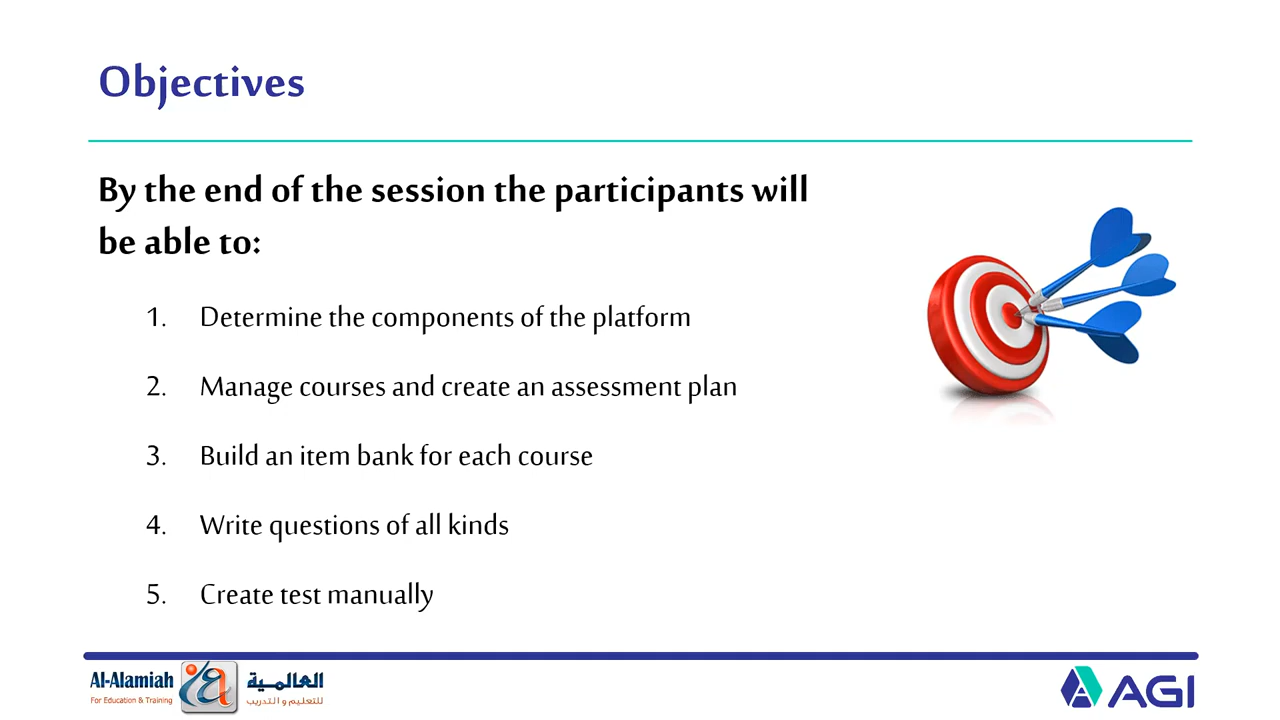 Objectives
By the end of the session the participants will
be able to:
1. Determine the components of the platform
2. Manage courses and create an assessment plan
3. Build an item bank for each course
4. Write questions of all kinds
5. Create test manually
Al-Alamiah
For Education & Training
العالمية
للتعليم و التدريب
AGI